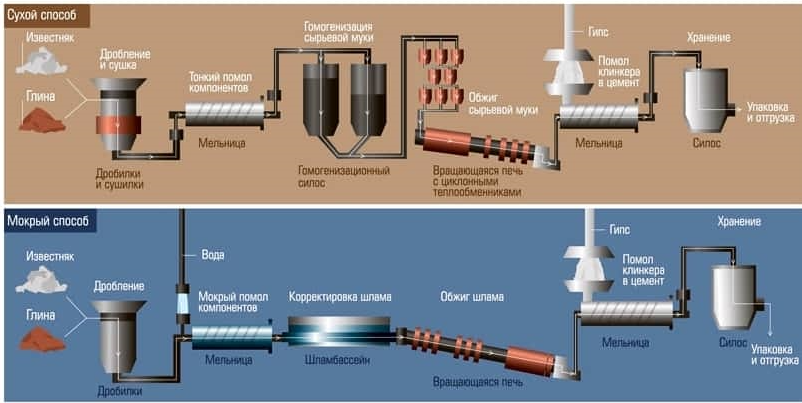 Сухой способ
Известняк
Глина
Дробление
и сушка
Дробилки
и сушилки
Тонкий помол
компонентов
Мельница
Гомогенизация
сырьевой муки
Гомогенизационный
силос
Обжиг
сырьевой муки
Вращающаяся печь
с циклонными
теплообменниками
Гипс
Помол
клинкера
в цемент
Мельница
Хранение
Силос
Упаковка
и отгрузка
Мокрый способ
Известняк
Глина
Дробление
Дробилки
Вода
Мокрый помол
компонентов
Мельница
Корректировка шлама
Шламбассейн
Обжиг шлама
Вращающаяся печь
Гипс
Помол
клинкера
в цемент
Мельница
Хранение
Силос
Упаковка
и отгрузка